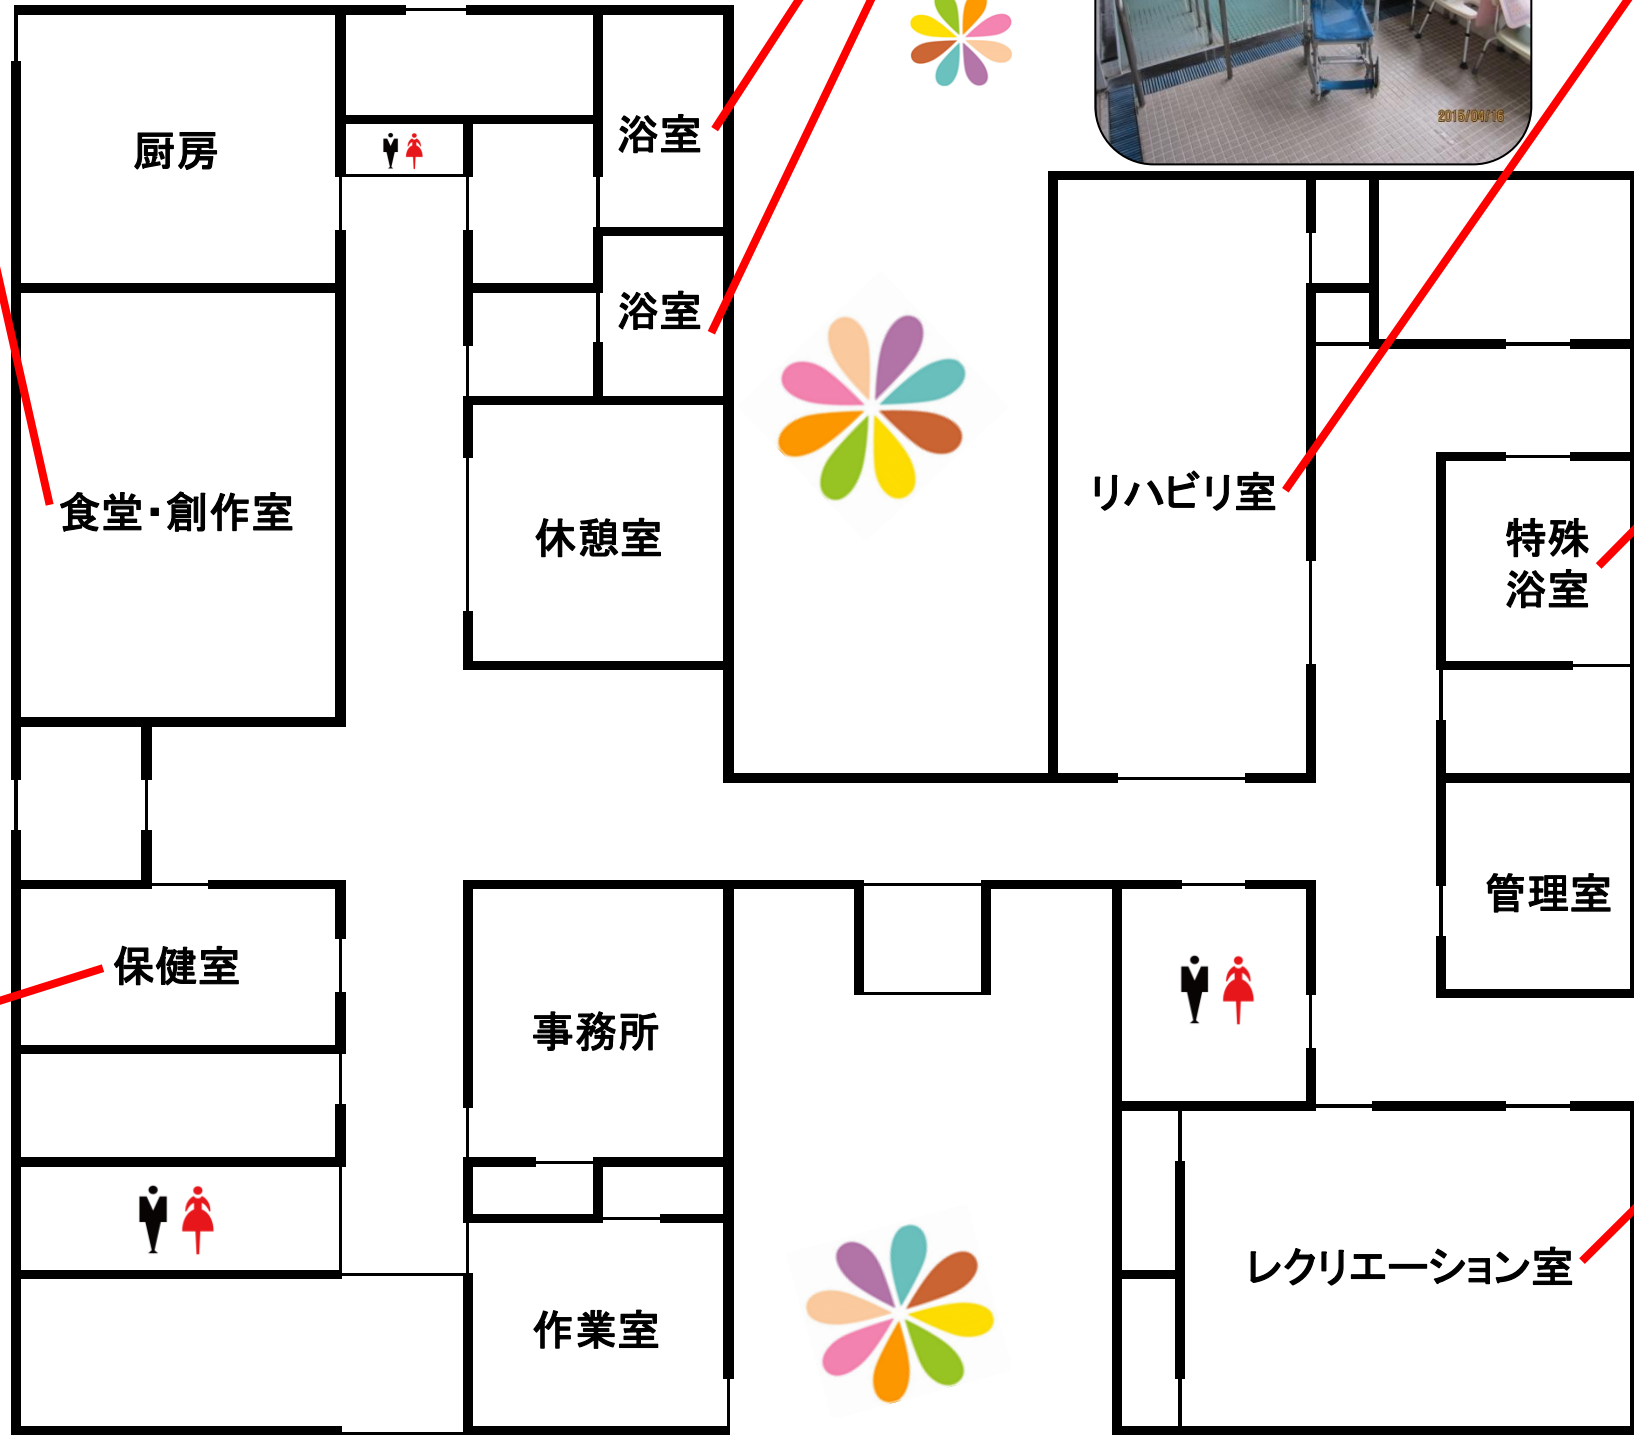 2015/04/16
厨房
浴室
浴室
食堂・創作室
休憩室
リハビリ室
特殊
浴室
管理室
保健室
事務所
レクリエーション室
作業室